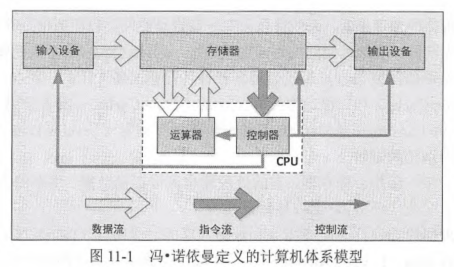 输入设备
存储器
输出设备
运算器
控制器
CPU
数据流
指令流
控制流
图 11-1 冯•诺依曼定义的计算机体系模型